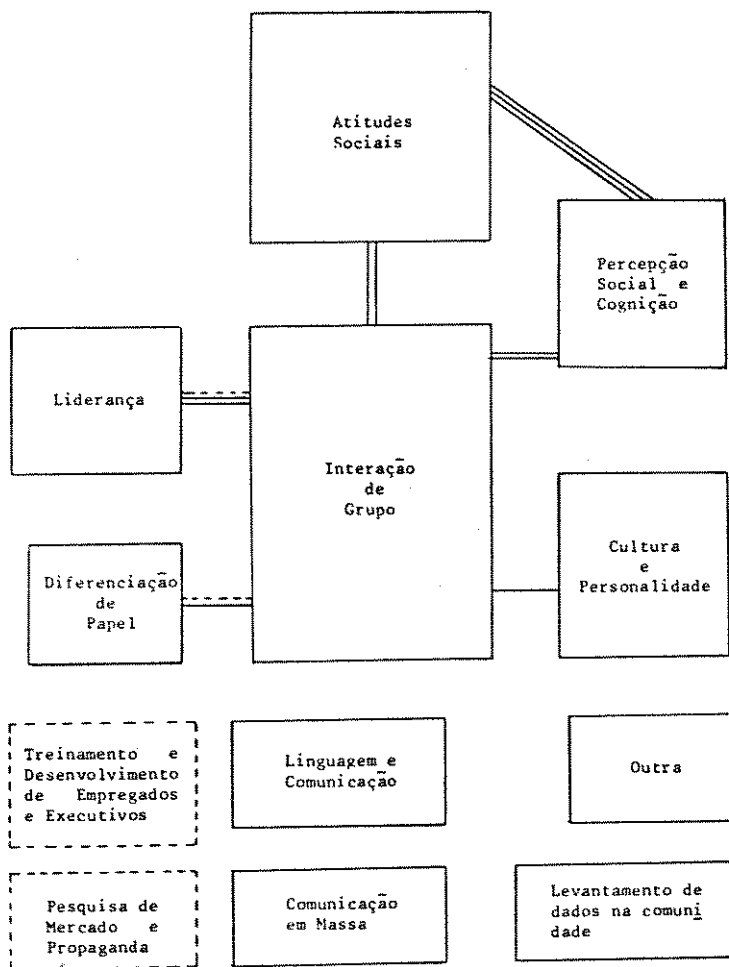 Atitudes
Sociais
Percepção
Social e
Cognição
Liderança
Interação
de
Grupo
Cultura
e
Personalidade
Diferenciação
de
Papel
Treinamento e
Desenvolvimento
de Empregados
e Executivos
Linguagem e
Comunicação
Outra
Pesquisa de
Mercado e
Propaganda
Comunicação
em Massa
Levantamento de
dados na comuni
dade